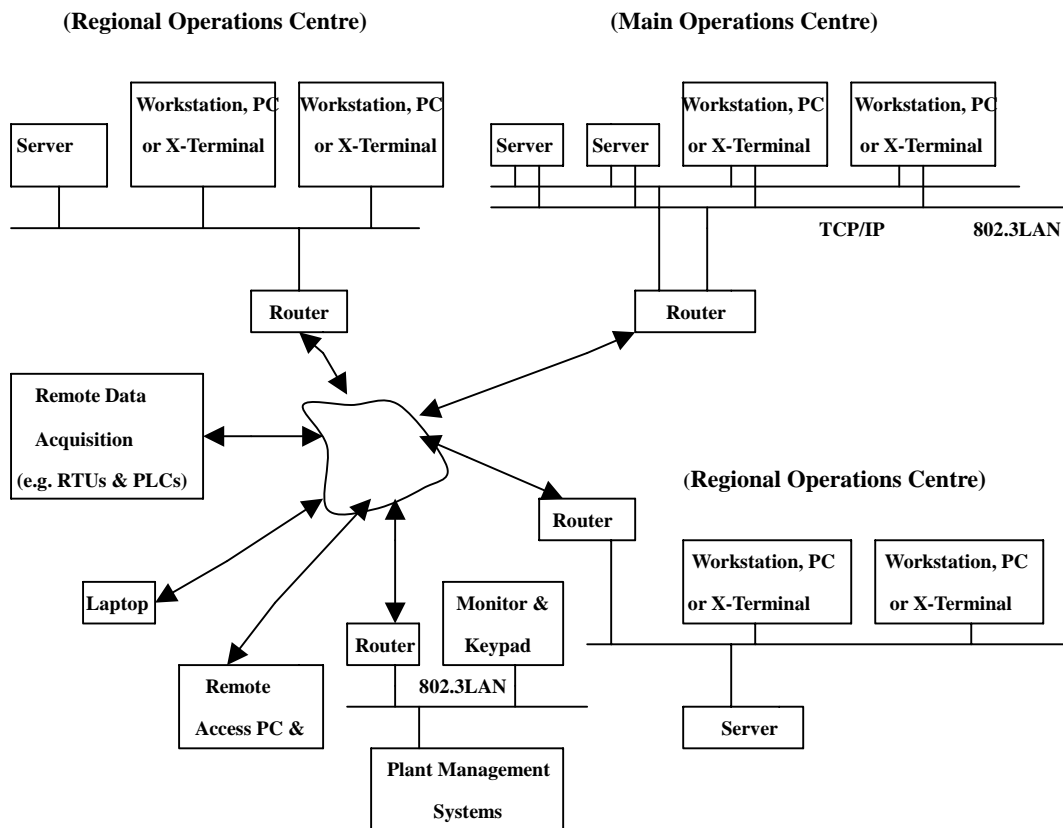 (Regional Operations Centre)
(Main Operations Centre)
Workstation, PC
or X-Terminal
Workstation, PC
or X-Terminal
Server
Server
Server
Workstation, PC
or X-Terminal
Workstation, PC
or X-Terminal
TCP/IP
802.3LAN
Router
Router
Remote Data
Acquisition
(e.g. RTUs & PLCs)
(Regional Operations Centre)
Router
Workstation, PC
or X-Terminal
Workstation, PC
or X-Terminal
Laptop
Monitor &
Keypad
Router
802.3LAN
Remote
Access PC &
Server
Plant Management
Systems